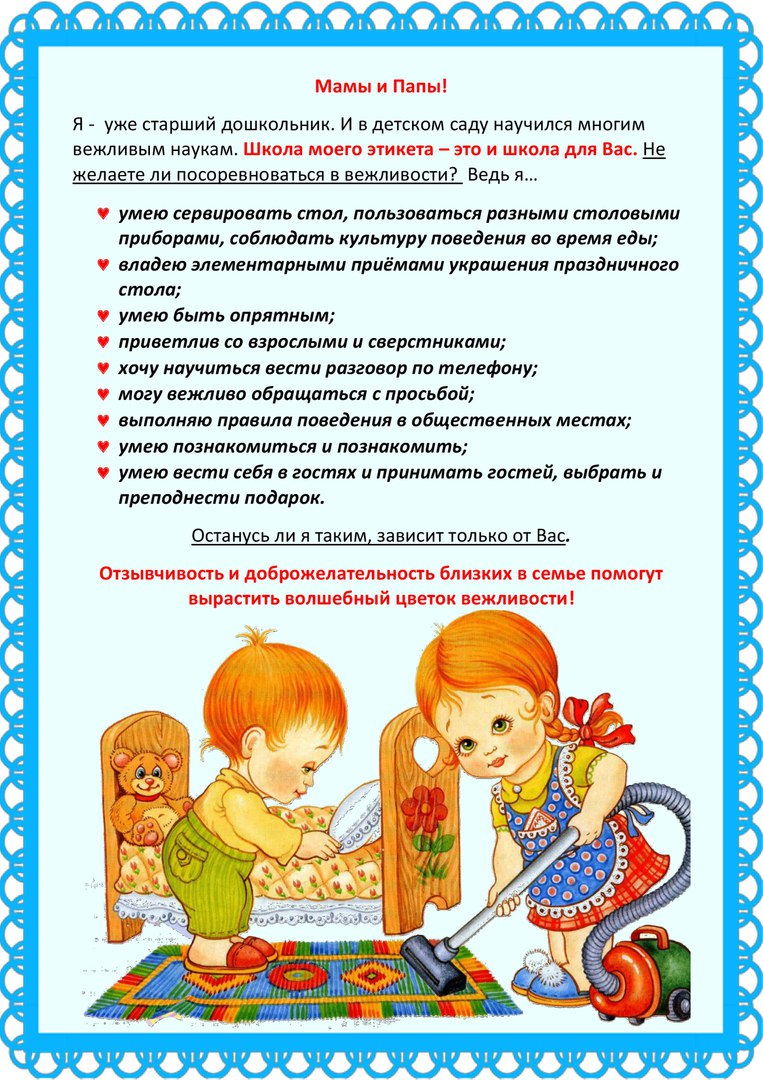 Мамы и Папы!
Я -  уже старший дошкольник. И в детском саду научился многим
вежливым наукам. Школа моего этикета – это и школа для Вас. Не
желаете ли посоревноваться в вежливости?  Ведь я…
умею сервировать стол, пользоваться разными столовыми
приборами, соблюдать культуру поведения во время еды;
владею элементарными приёмами украшения праздничного
стола;
умею быть опрятным;
приветлив со взрослыми и сверстниками;
хочу научиться вести разговор по телефону;
могу вежливо обращаться с просьбой;
выполняю правила поведения в общественных местах;
умею познакомиться и познакомить;
умею вести себя в гостях и принимать гостей, выбрать и
преподнести подарок.
Останусь ли я таким, зависит только от Вас.
Отзывчивость и доброжелательность близких в семье помогут
вырастить волшебный цветок вежливости!